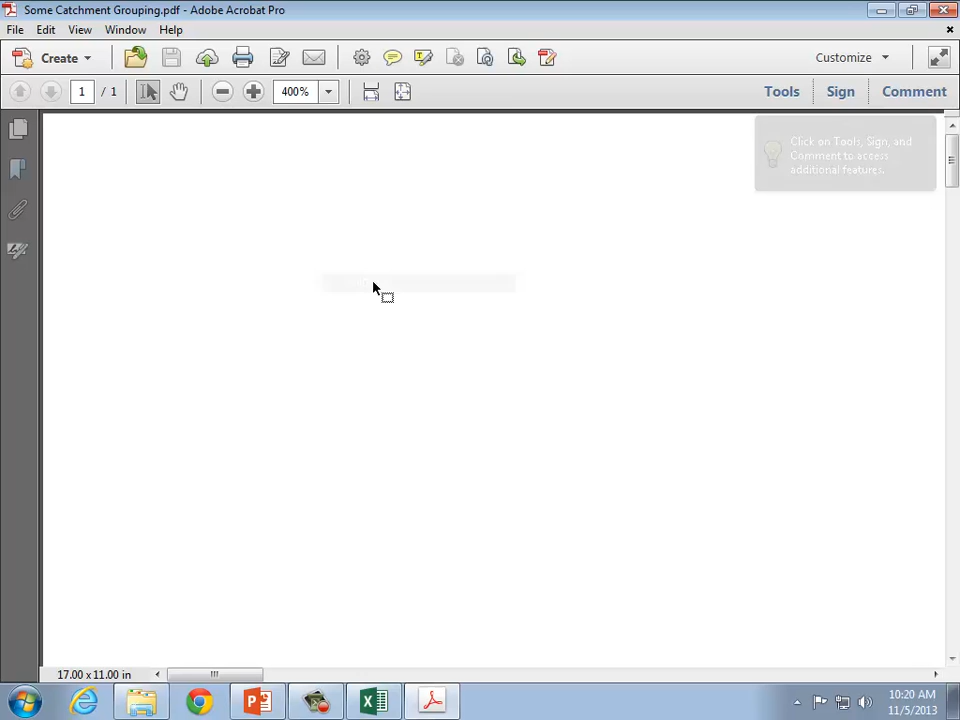 Some Catchment Grouping.pdf - Adobe Acrobat Pro
File Edit View Window Help
Create
Customize
1 / 1
400%
Tools Sign Comment
Click on Tools, Sign, and
Comment to access
additional features.
17.00 x 11.00 in
10:20 AM
11/5/2013